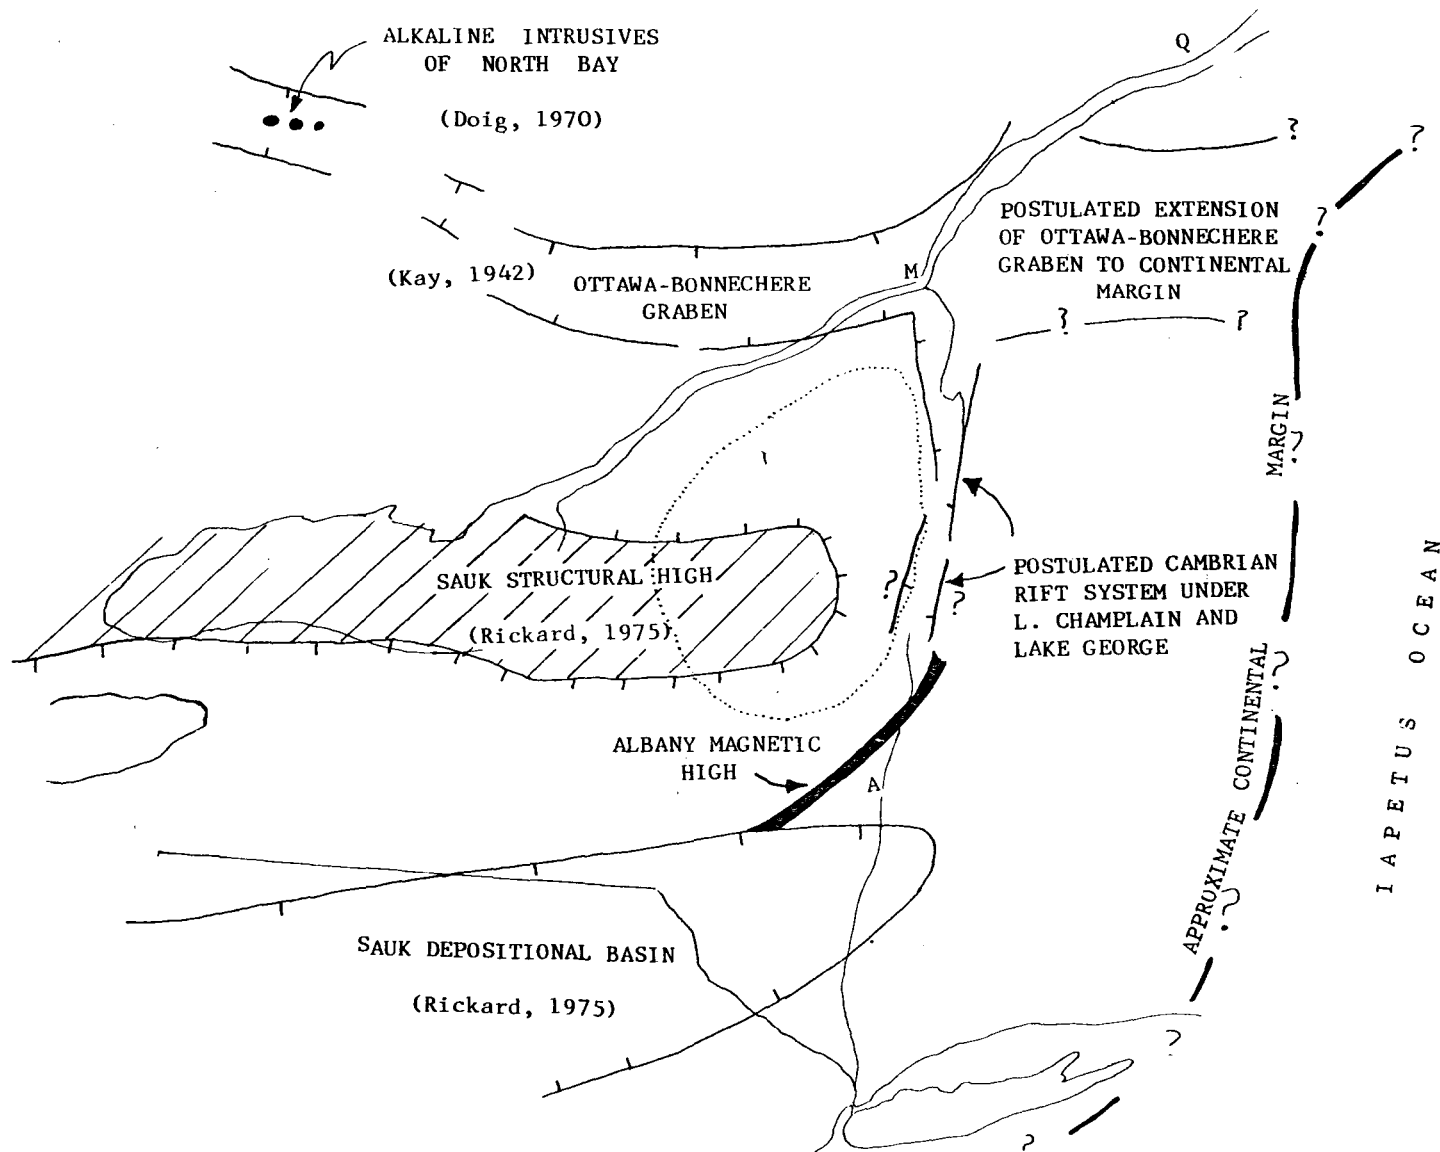 ALKALINE INTRUSIVES
OF NORTH BAY
(Doig, 1970)
Q
?
?
POSTULATED EXTENSION
OF OTTAWA-BONNECHERE
GRABEN TO CONTINENTAL
MARGIN
?
(Kay, 1942)
OTTAWA-BONNECHERE
GRABEN
M
?
?
MARGIN
?
SAUK STRUCTURAL HIGH
(Rickard, 1975)
?
?
POSTULATED CAMBRIAN
RIFT SYSTEM UNDER
L. CHAMPLAIN AND
LAKE GEORGE
IAPETUS OCEAN
?
APPROXIMATE CONTINENTAL
ALBANY MAGNETIC
HIGH
A
?
SAUK DEPOSITIONAL BASIN
(Rickard, 1975)
?
?